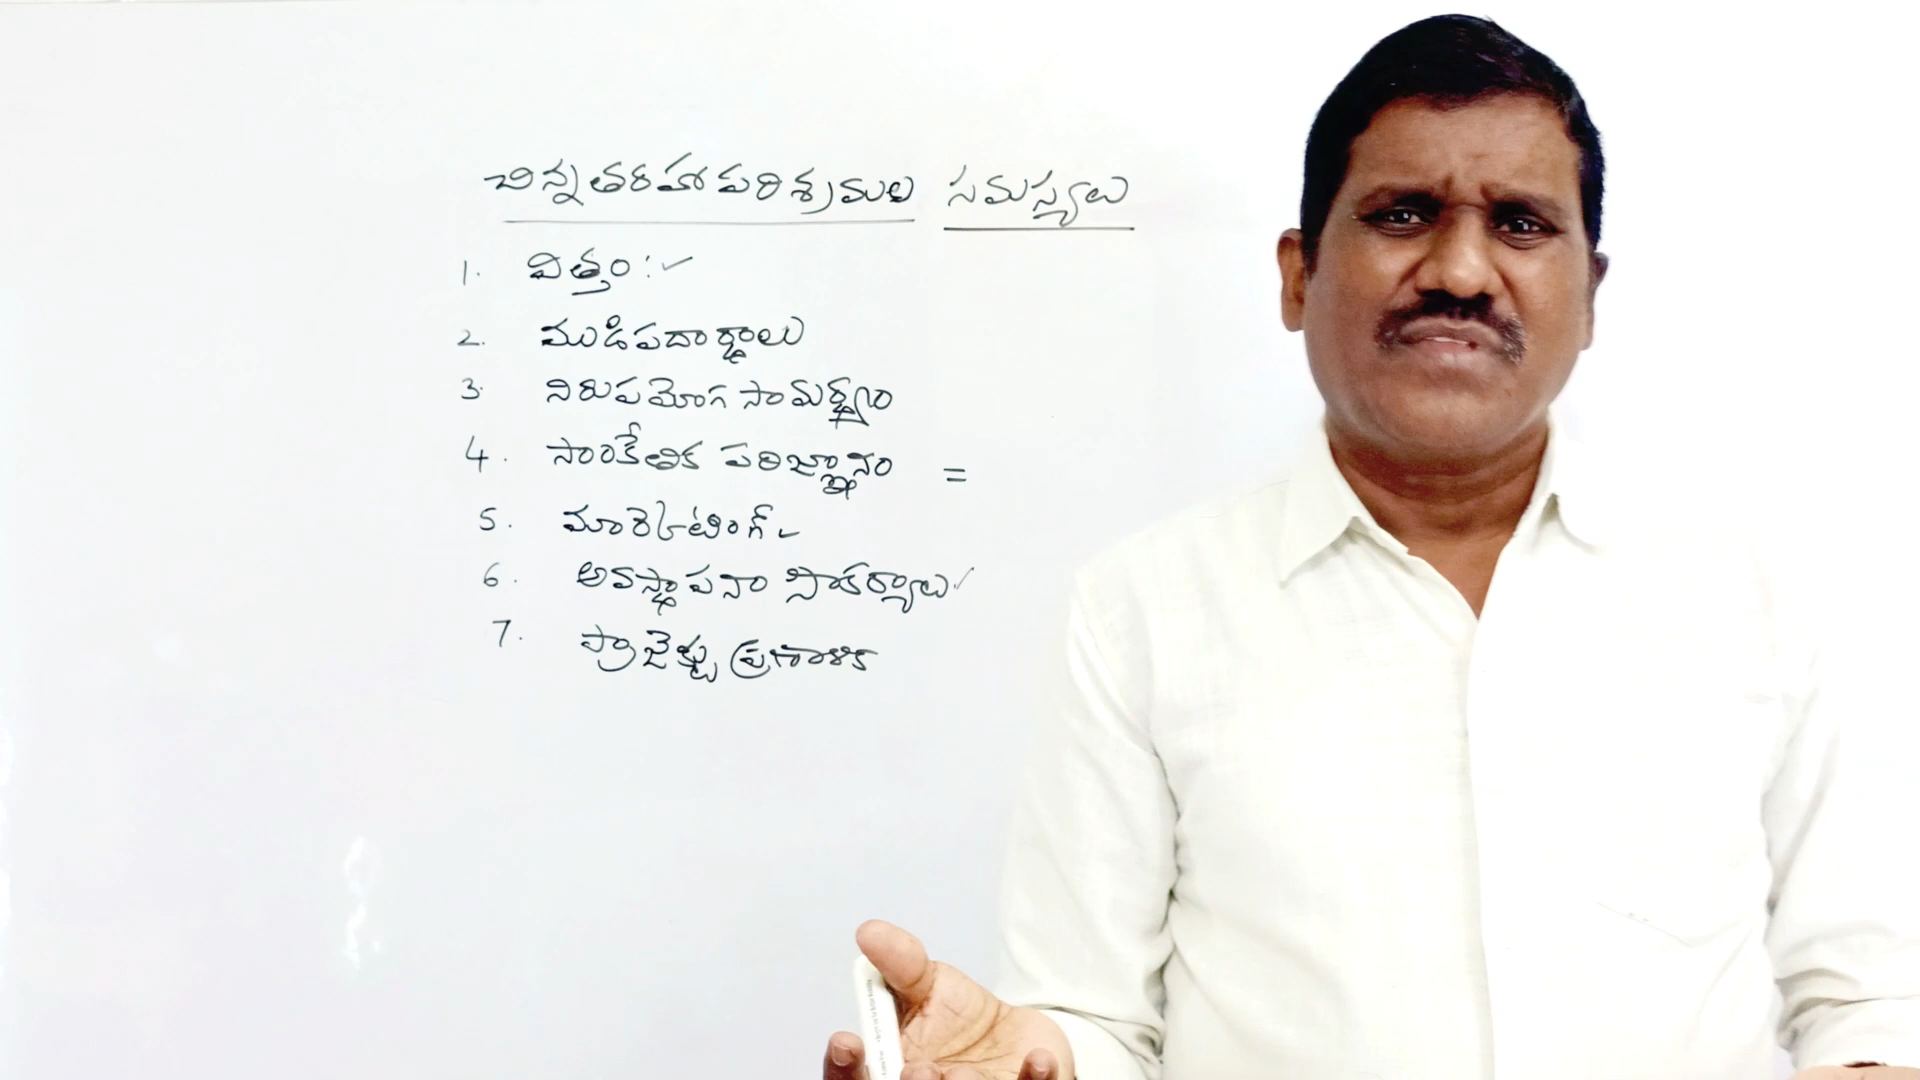 చిన్నతరహా పరిశ్రమల సమస్యలు
1. విత్తం :
2. ముడిపదార్థాలు
3. నిరుపయోగ సామర్థ్యం
4. సాంకేతిక పరిజ్ఞానం =
5. మార్కెటింగ్
6. అవస్థాపనా సౌకర్యాలు
7. ప్రాజెక్టు ప్రణాళిక